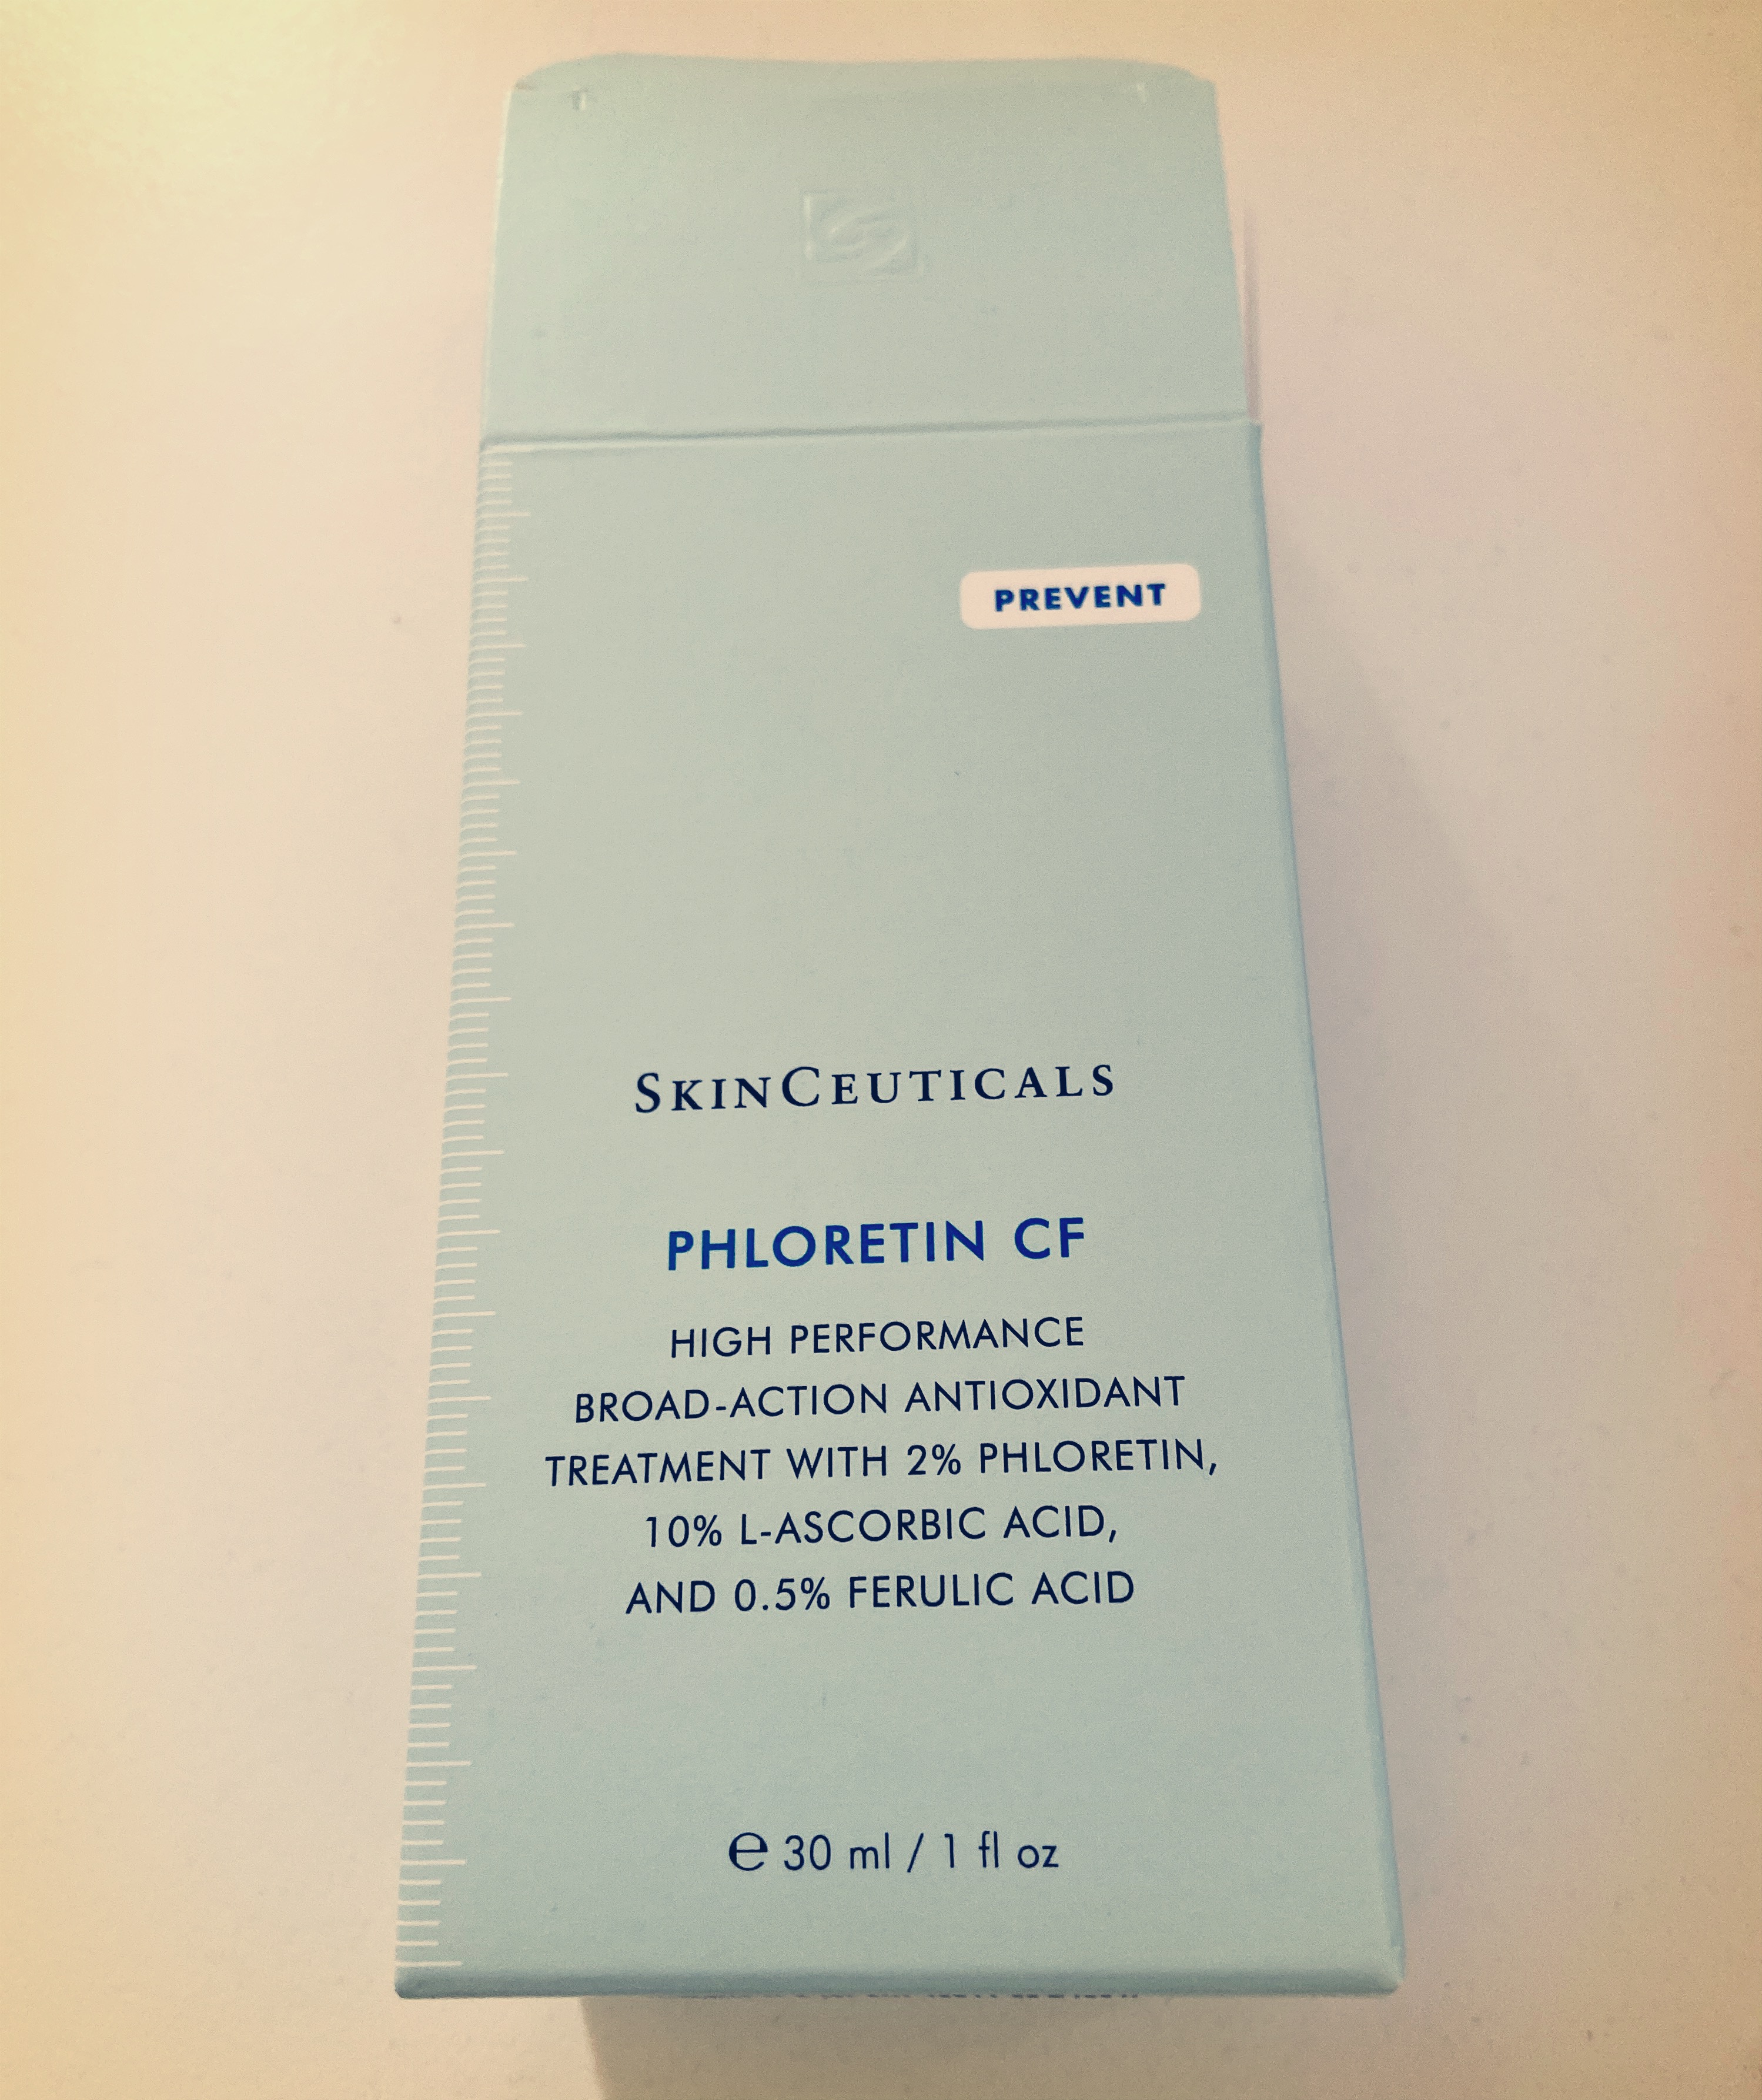 PREVENT
SKINCEUTICALS
PHLORETIN CF
HIGH PERFORMANCE
BROAD-ACTION ANTIOXIDANT
TREATMENT WITH 2% PHLORETIN,
10% L-ASCORBIC ACID,
AND 0.5% FERULIC ACID
℮ 30 ml / 1 fl oz